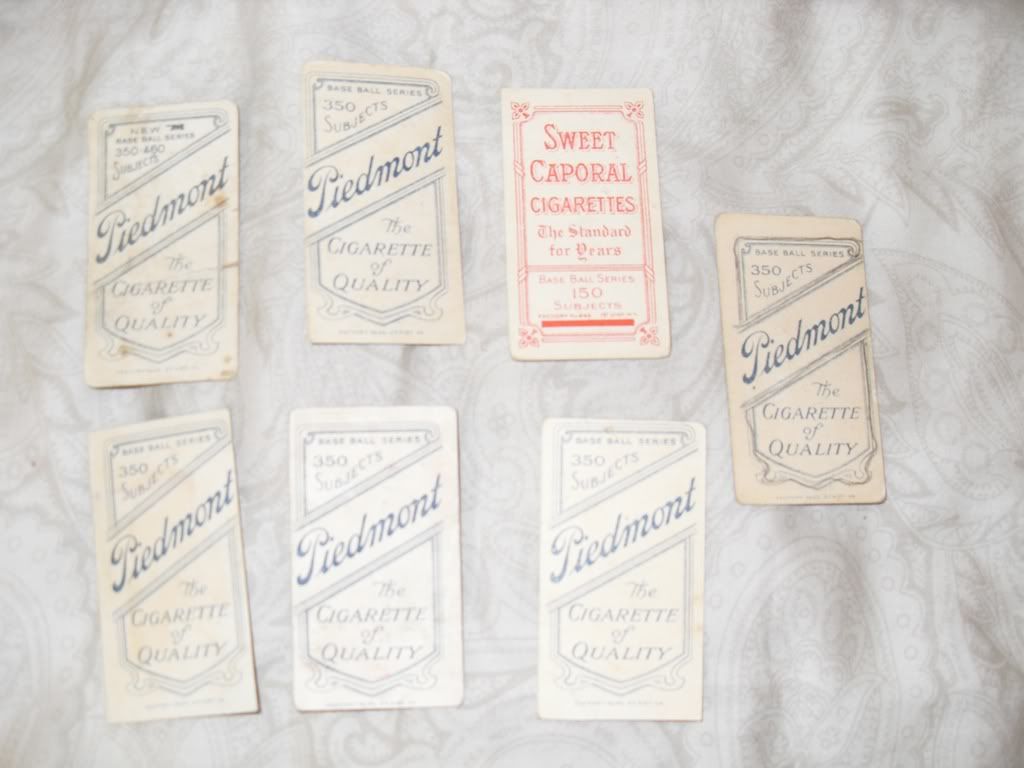 NEW
BASE BALL SERIES
350-460
SUBJECTS
Piedmont
The
CIGARETTE
of
QUALITY
BASE BALL SERIES
350
SUBJECTS
Piedmont
The
CIGARETTE
of
QUALITY
SWEET
CAPORAL
CIGARETTES
The Standard
for Years
BASE BALL SERIES
150
SUBJECTS
BASE BALL SERIES
350
SUBJECTS
Piedmont
The
CIGARETTE
of
QUALITY
BASE BALL SERIES
350
SUBJECTS
Piedmont
The
CIGARETTE
of
QUALITY
BASE BALL SERIES
350
SUBJECTS
Piedmont
The
CIGARETTE
of
QUALITY
BASE BALL SERIES
350
SUBJECTS
Piedmont
The
CIGARETTE
of
QUALITY